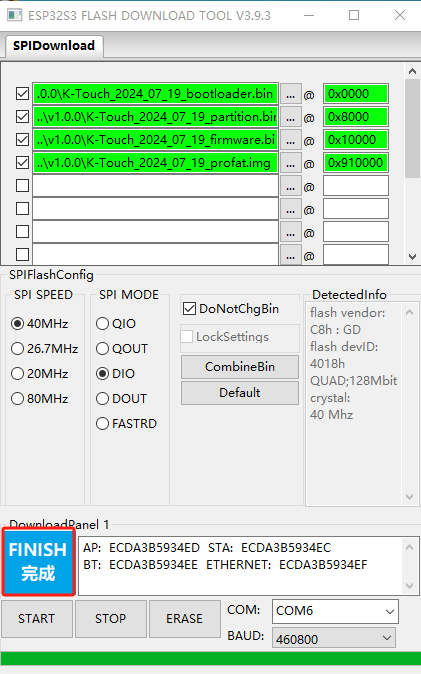 ESP32S3 FLASH DOWNLOAD TOOL V3.9.3
SPIDownload
.0.0\K-Touch_2024_07_19_bootloader.bin ... @ 0x0000
..\v1.0.0\K-Touch_2024_07_19_partition.bin ... @ 0x8000
..\v1.0.0\K-Touch_2024_07_19_firmware.bi ... @ 0x10000
..\v1.0.0\K-Touch_2024_07_19_profat.img ... @ 0x910000
... @
... @
... @
... @
SPIFlashConfig
SPI SPEED
40MHz
26.7MHz
20MHz
80MHz
SPI MODE
QIO
QOUT
DIO
DOUT
FASTRD
DoNotChgBin
LockSettings
CombineBin
Default
DetectedInfo
flash vendor:
C8h : GD
flash devID:
4018h
QUAD;128Mbit
crystal:
40 Mhz
DownloadPanel 1
FINISH
完成
AP: ECDA3B5934ED STA: ECDA3B5934EC
BT: ECDA3B5934EE ETHERNET: ECDA3B5934EF
START
STOP
ERASE
COM: COM6
BAUD: 460800